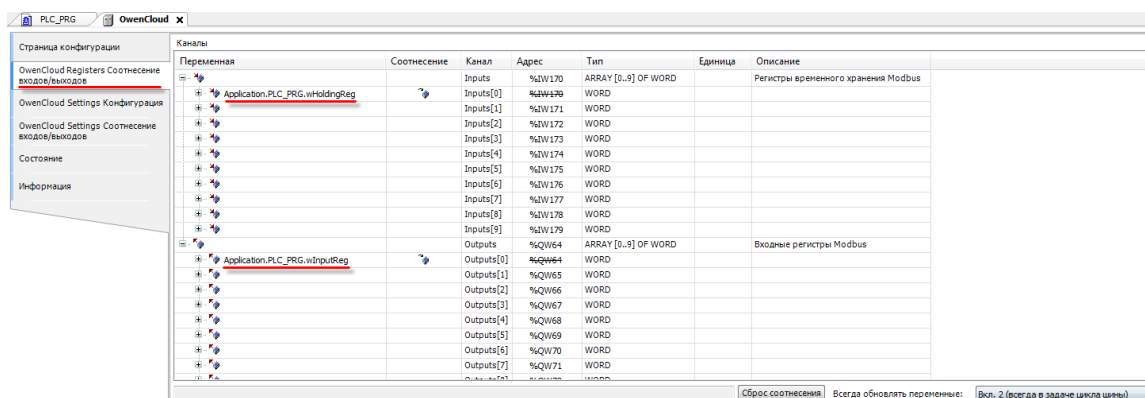 PLC_PRG OwenCloud
Страница конфигурации
OwenCloud Registers Соотнесение
входов/выходов
OwenCloud Settings Конфигурация
OwenCloud Settings Соотнесение
входов/выходов
Состояние
Информация
Каналы
Переменная Соотнесение Канал Адрес Тип Единица Описание
Inputs %IW170 ARRAY [0..9] OF WORD Регистры временного хранения Modbus
Application.PLC_PRG.wHoldingReg Inputs[0] %IW170 WORD
Inputs[1] %IW171 WORD
Inputs[2] %IW172 WORD
Inputs[3] %IW173 WORD
Inputs[4] %IW174 WORD
Inputs[5] %IW175 WORD
Inputs[6] %IW176 WORD
Inputs[7] %IW177 WORD
Inputs[8] %IW178 WORD
Inputs[9] %IW179 WORD
Outputs %QW64 ARRAY [0..9] OF WORD Входные регистры Modbus
Application.PLC_PRG.wInputReg Outputs[0] %QW64 WORD
Outputs[1] %QW65 WORD
Outputs[2] %QW66 WORD
Outputs[3] %QW67 WORD
Outputs[4] %QW68 WORD
Outputs[5] %QW69 WORD
Outputs[6] %QW70 WORD
Outputs[7] %QW71 WORD
Сброс соотнесения Всегда обновлять переменные: Вкл. 2 (всегда в задаче цикла шины)